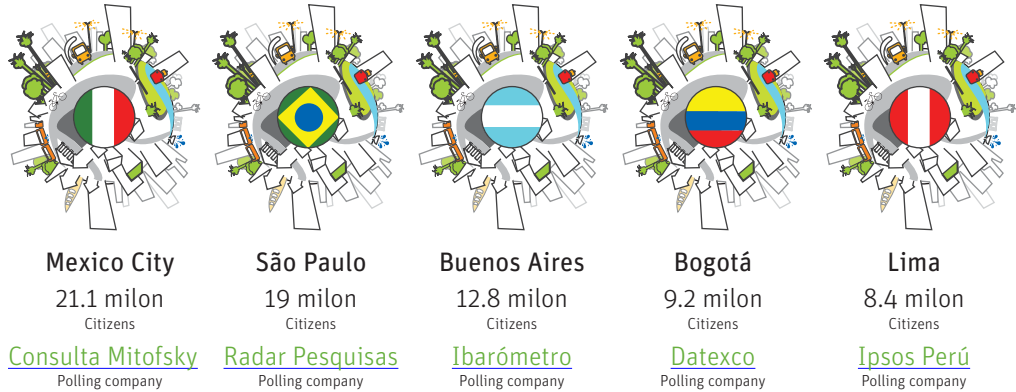 Mexico City
21.1 milon
Citizens
Consulta Mitofsky
Polling company
São Paulo
19 milon
Citizens
Radar Pesquisas
Polling company
Buenos Aires
12.8 milon
Citizens
Ibarómetro
Polling company
Bogotá
9.2 milon
Citizens
Datexco
Polling company
Lima
8.4 milon
Citizens
Ipsos Perú
Polling company